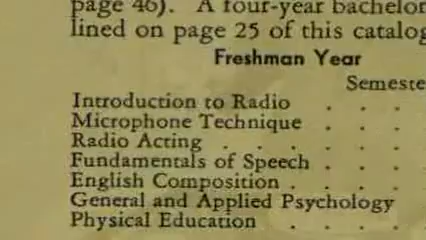 page 46). A four-year bachelor
lined on page 25 of this catalog
Freshman Year
Semeste
Introduction to Radio . . .
Microphone Technique . . .
Radio Acting . . . . . .
Fundamentals of Speech . . .
English Composition . . . .
General and Applied Psychology .
Physical Education . . . .